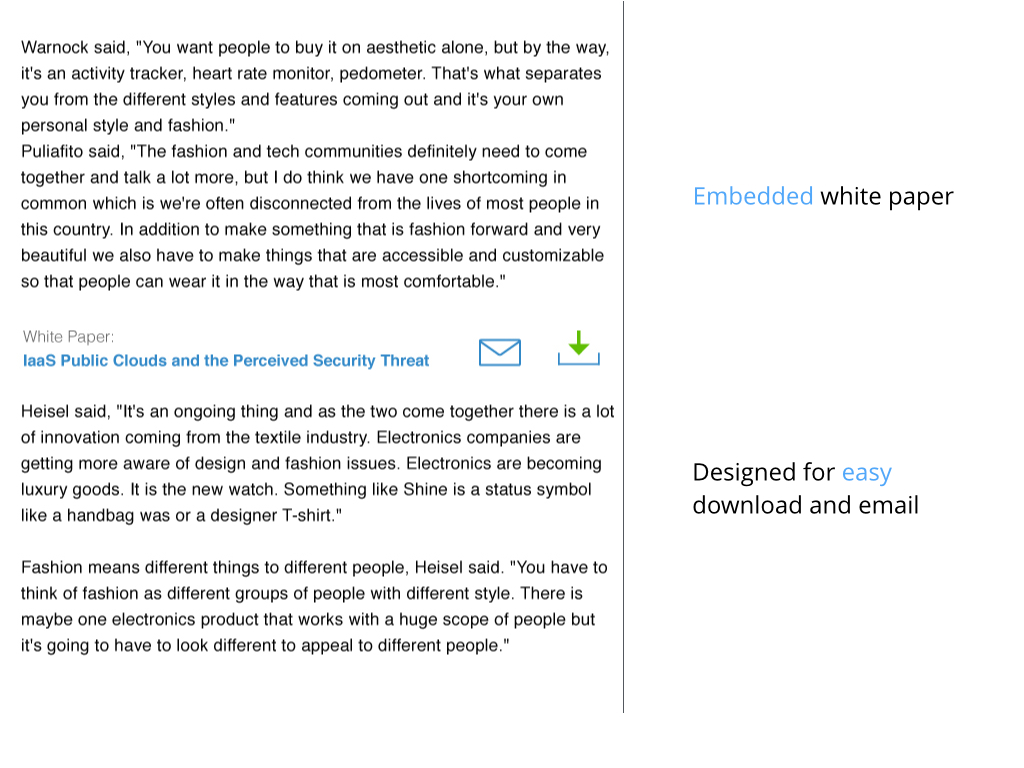 Warnock said, "You want people to buy it on aesthetic alone, but by the way,
it's an activity tracker, heart rate monitor, pedometer. That's what separates
you from the different styles and features coming out and it's your own
personal style and fashion."
Puliafito said, "The fashion and tech communities definitely need to come
together and talk a lot more, but I do think we have one shortcoming in
common which is we're often disconnected from the lives of most people in
this country. In addition to make something that is fashion forward and very
beautiful we also have to make things that are accessible and customizable
so that people can wear it in the way that is most comfortable."
White Paper:
IaaS Public Clouds and the Perceived Security Threat
Heisel said, "It's an ongoing thing and as the two come together there is a lot
of innovation coming from the textile industry. Electronics companies are
getting more aware of design and fashion issues. Electronics are becoming
luxury goods. It is the new watch. Something like Shine is a status symbol
like a handbag was or a designer T-shirt."
Fashion means different things to different people, Heisel said. "You have to
think of fashion as different groups of people with different style. There is
maybe one electronics product that works with a huge scope of people but
it's going to have to look different to appeal to different people."
Embedded white paper
Designed for easy
download and email